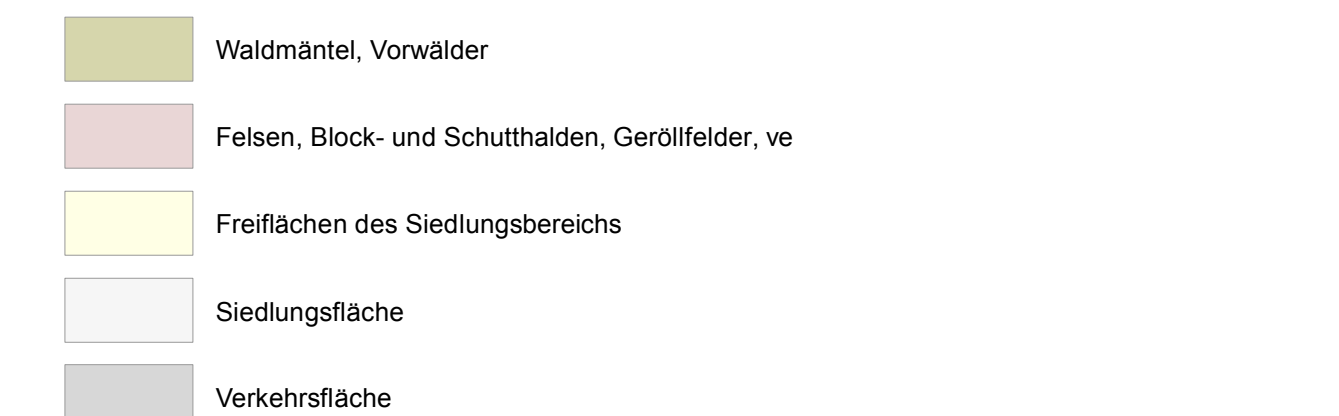 Waldmäntel, Vorwälder
Felsen, Block- und Schutthalden, Geröllfelder, ve
Freiflächen des Siedlungsbereichs
Siedlungsfläche
Verkehrsfläche